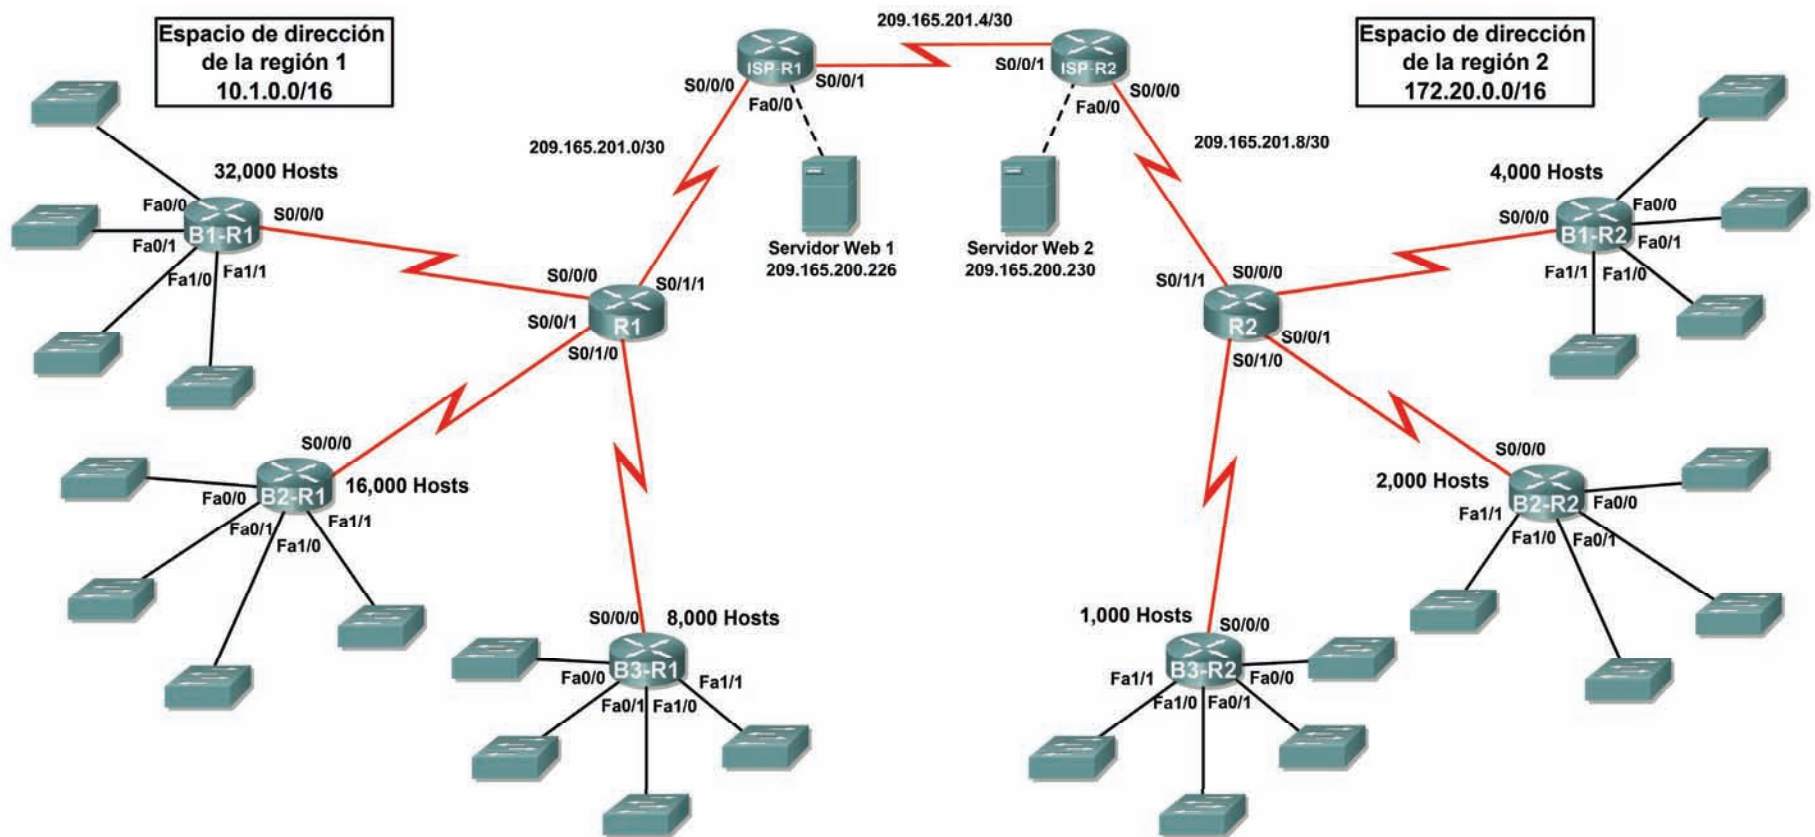 Espacio de dirección
de la región 1
10.1.0.0/16
209.165.201.4/30
Espacio de dirección
de la región 2
172.20.0.0/16
ISP-R1
S0/0/0
S0/0/1
Fa0/0
ISP-R2
S0/0/1
S0/0/0
Fa0/0
209.165.201.0/30
209.165.201.8/30
Servidor Web 1
209.165.200.226
Servidor Web 2
209.165.200.230
32,000 Hosts
Fa0/0
S0/0/0
B1-R1
Fa0/1
Fa1/0
Fa1/1
S0/0/0
S0/1/1
R1
S0/0/1
S0/1/0
S0/0/0
16,000 Hosts
B2-R1
Fa0/0
Fa0/1
Fa1/0
Fa1/1
S0/0/0
8,000 Hosts
B3-R1
Fa0/0
Fa0/1
Fa1/0
Fa1/1
4,000 Hosts
S0/0/0
Fa0/0
B1-R2
Fa0/1
Fa1/1
Fa1/0
S0/1/1
S0/0/0
R2
S0/0/1
S0/1/0
S0/0/0
2,000 Hosts
B2-R2
Fa0/0
Fa1/1
Fa1/0
Fa0/1
1,000 Hosts
S0/0/0
B3-R2
Fa1/1
Fa0/0
Fa1/0
Fa0/1